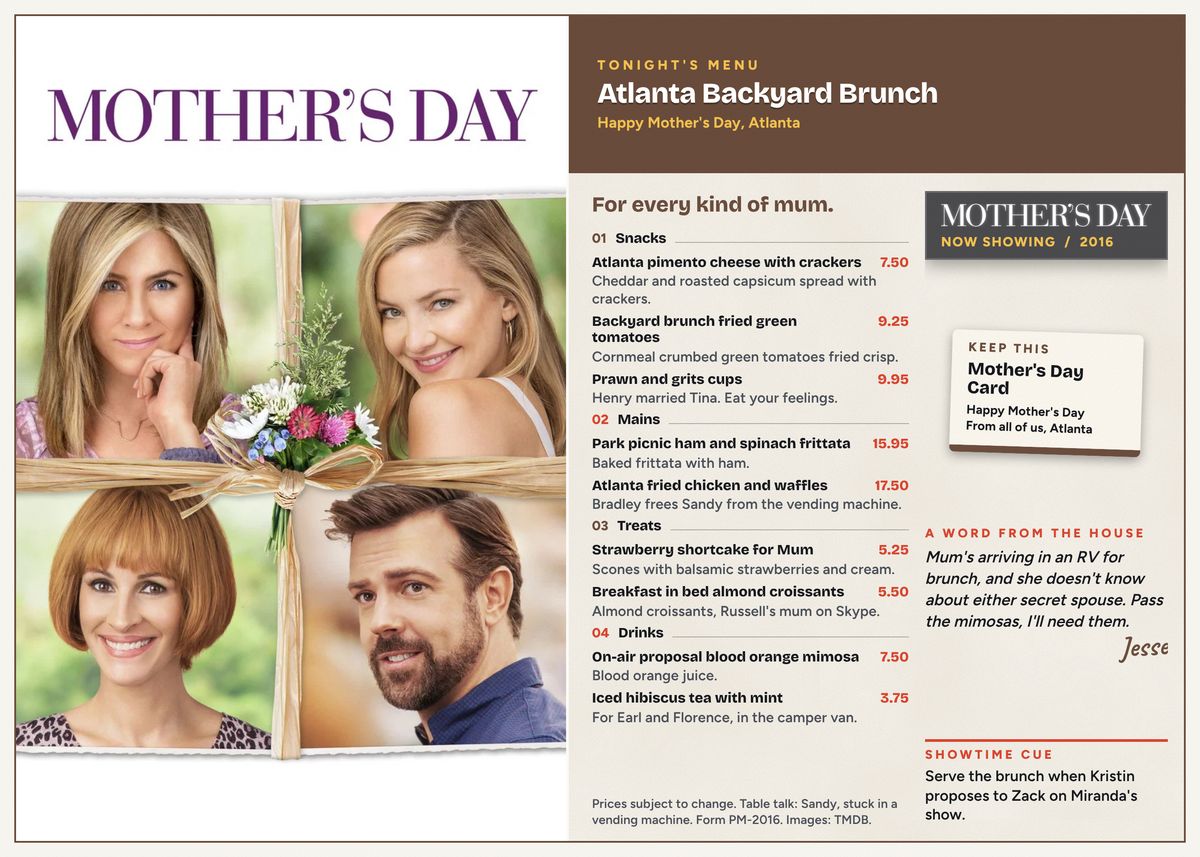 MOTHER'S DAY
TONIGHT'S MENU
Atlanta Backyard Brunch
Happy Mother's Day, Atlanta
For every kind of mum.
01 Snacks
Atlanta pimento cheese with crackers 7.50
Cheddar and roasted capsicum spread with
crackers.
Backyard brunch fried green 9.25
tomatoes
Cornmeal crumbed green tomatoes fried crisp.
Prawn and grits cups 9.95
Henry married Tina. Eat your feelings.
02 Mains
Park picnic ham and spinach frittata 15.95
Baked frittata with ham.
Atlanta fried chicken and waffles 17.50
Bradley frees Sandy from the vending machine.
03 Treats
Strawberry shortcake for Mum 5.25
Scones with balsamic strawberries and cream.
Breakfast in bed almond croissants 5.50
Almond croissants, Russell's mum on Skype.
04 Drinks
On-air proposal blood orange mimosa 7.50
Blood orange juice.
Iced hibiscus tea with mint 3.75
For Earl and Florence, in the camper van.
Prices subject to change. Table talk: Sandy, stuck in a
vending machine. Form PM-2016. Images: TMDB.
MOTHER'S DAY
NOW SHOWING / 2016
KEEP THIS
Mother's Day
Card
Happy Mother's Day
From all of us, Atlanta
A WORD FROM THE HOUSE
Mum's arriving in an RV for
brunch, and she doesn't know
about either secret spouse. Pass
the mimosas, I'll need them.
Jesse
SHOWTIME CUE
Serve the brunch when Kristin
proposes to Zack on Miranda's
show.